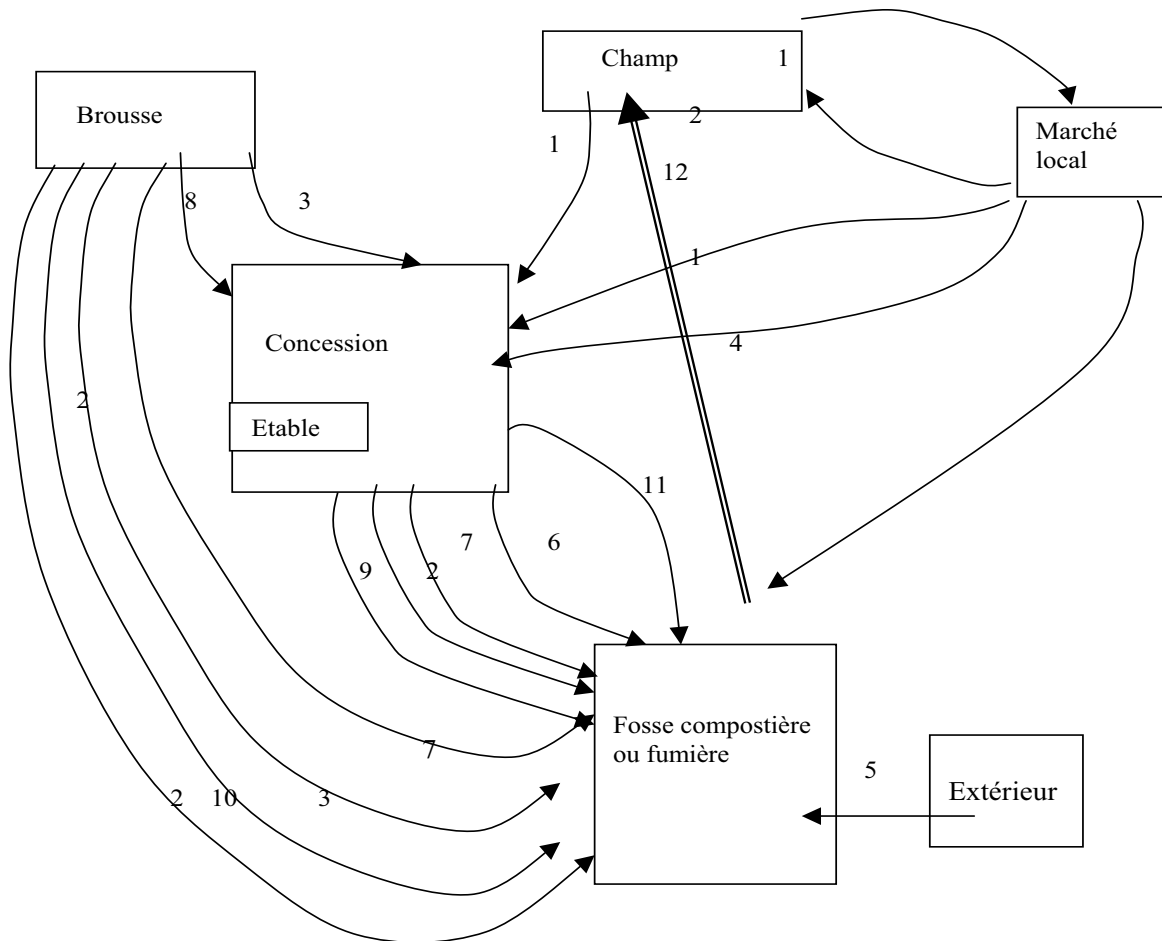 Champ 1
Brousse
2
Marché
local
1
12
8 3
1
Concession
4
2
Etable
11
7 6
9 2
Fosse compostière
ou fumière
7
5
Extérieur
2 10 3